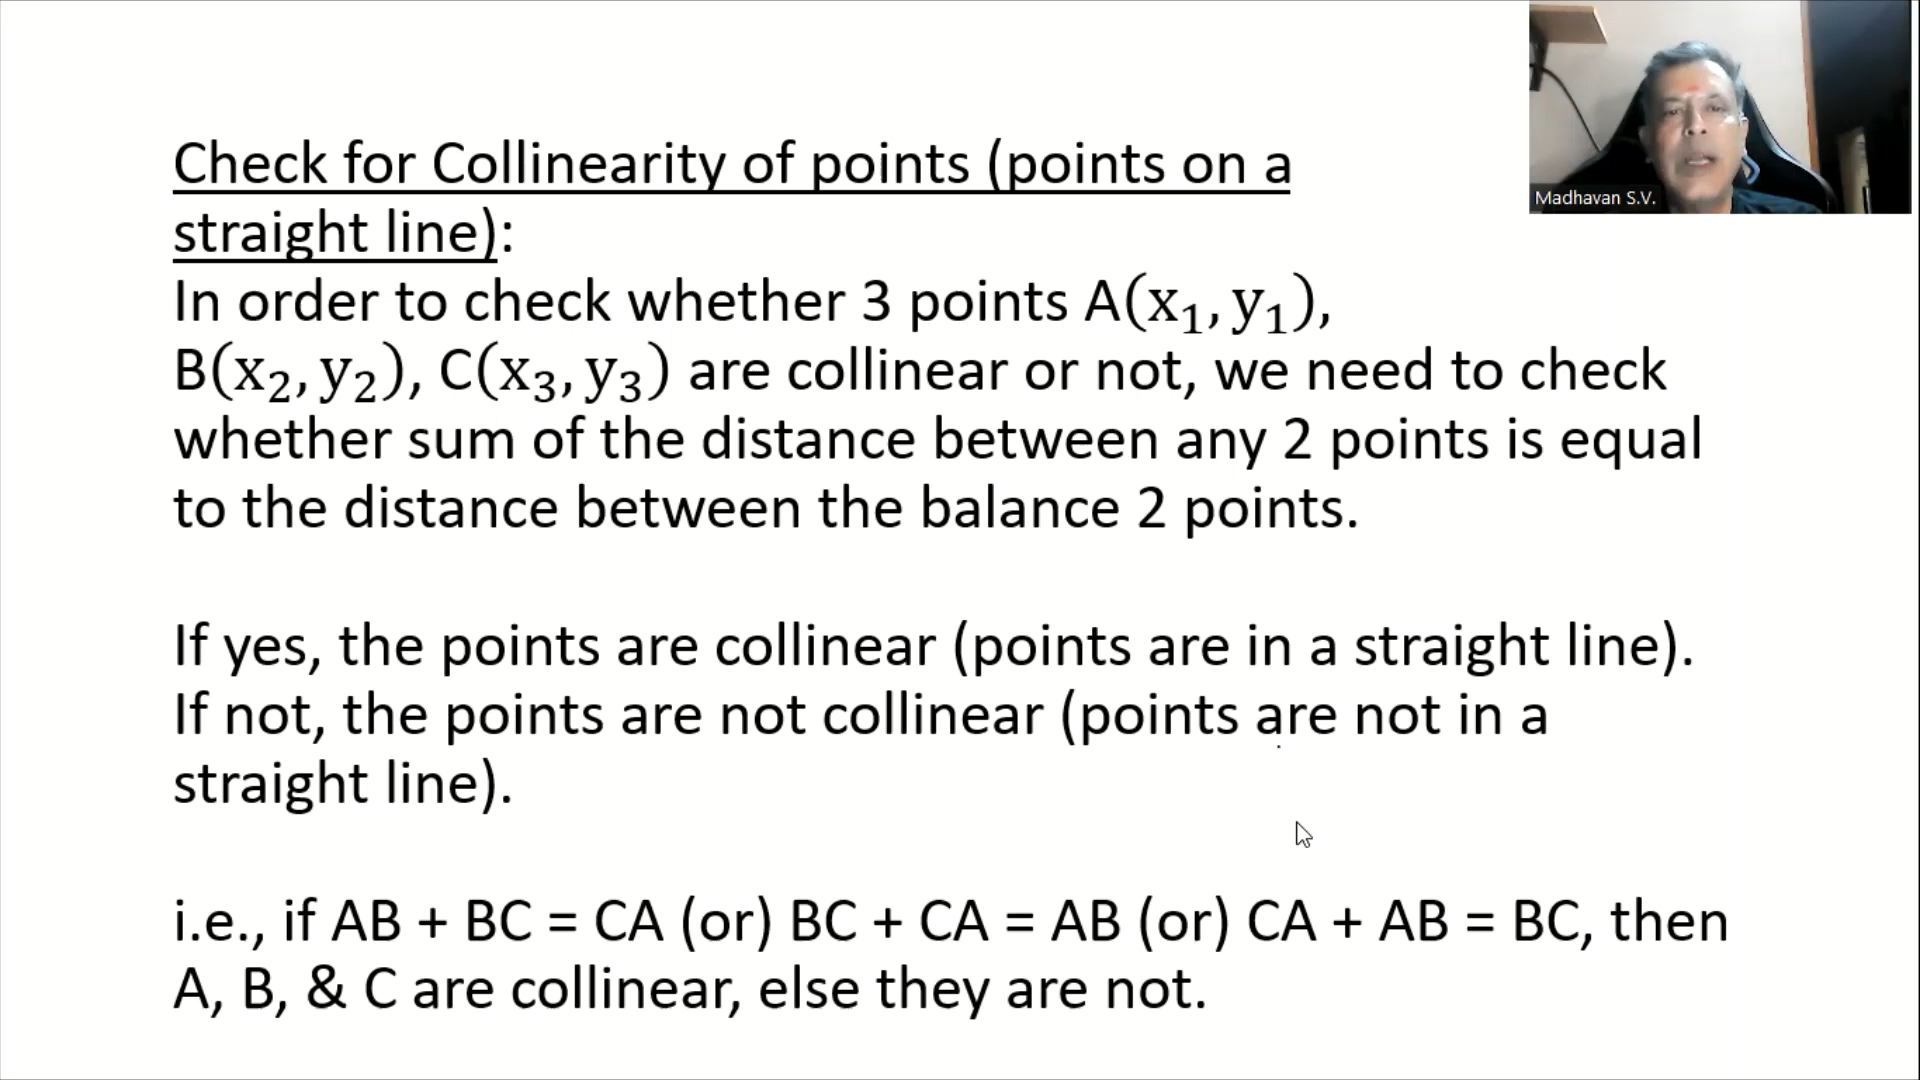 Check for Collinearity of points (points on a
straight line):
In order to check whether 3 points A(x₁, y₁),
B(x₂, y₂), C(x₃, y₃) are collinear or not, we need to check
whether sum of the distance between any 2 points is equal
to the distance between the balance 2 points.
If yes, the points are collinear (points are in a straight line).
If not, the points are not collinear (points are not in a
straight line).
i.e., if AB + BC = CA (or) BC + CA = AB (or) CA + AB = BC, then
A, B, & C are collinear, else they are not.
Madhavan S.V.